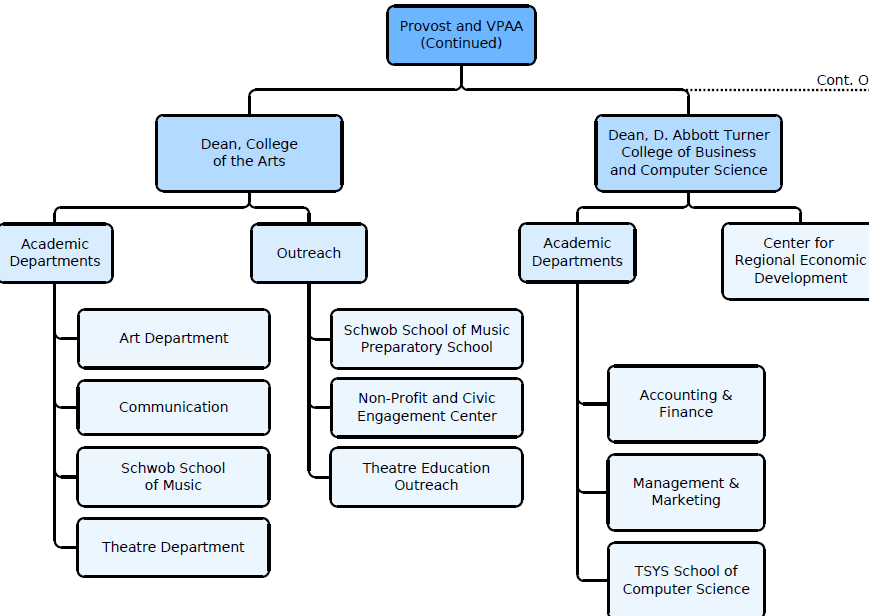 Provost and VPAA
(Continued)
Cont. O
Dean, College
of the Arts
Dean, D. Abbott Turner
College of Business
and Computer Science
Academic
Departments
Outreach
Academic
Departments
Center for
Regional Economic
Development
Art Department
Communication
Schwob School
of Music
Theatre Department
Schwob School of Music
Preparatory School
Non-Profit and Civic
Engagement Center
Theatre Education
Outreach
Accounting &
Finance
Management &
Marketing
TSYS School of
Computer Science